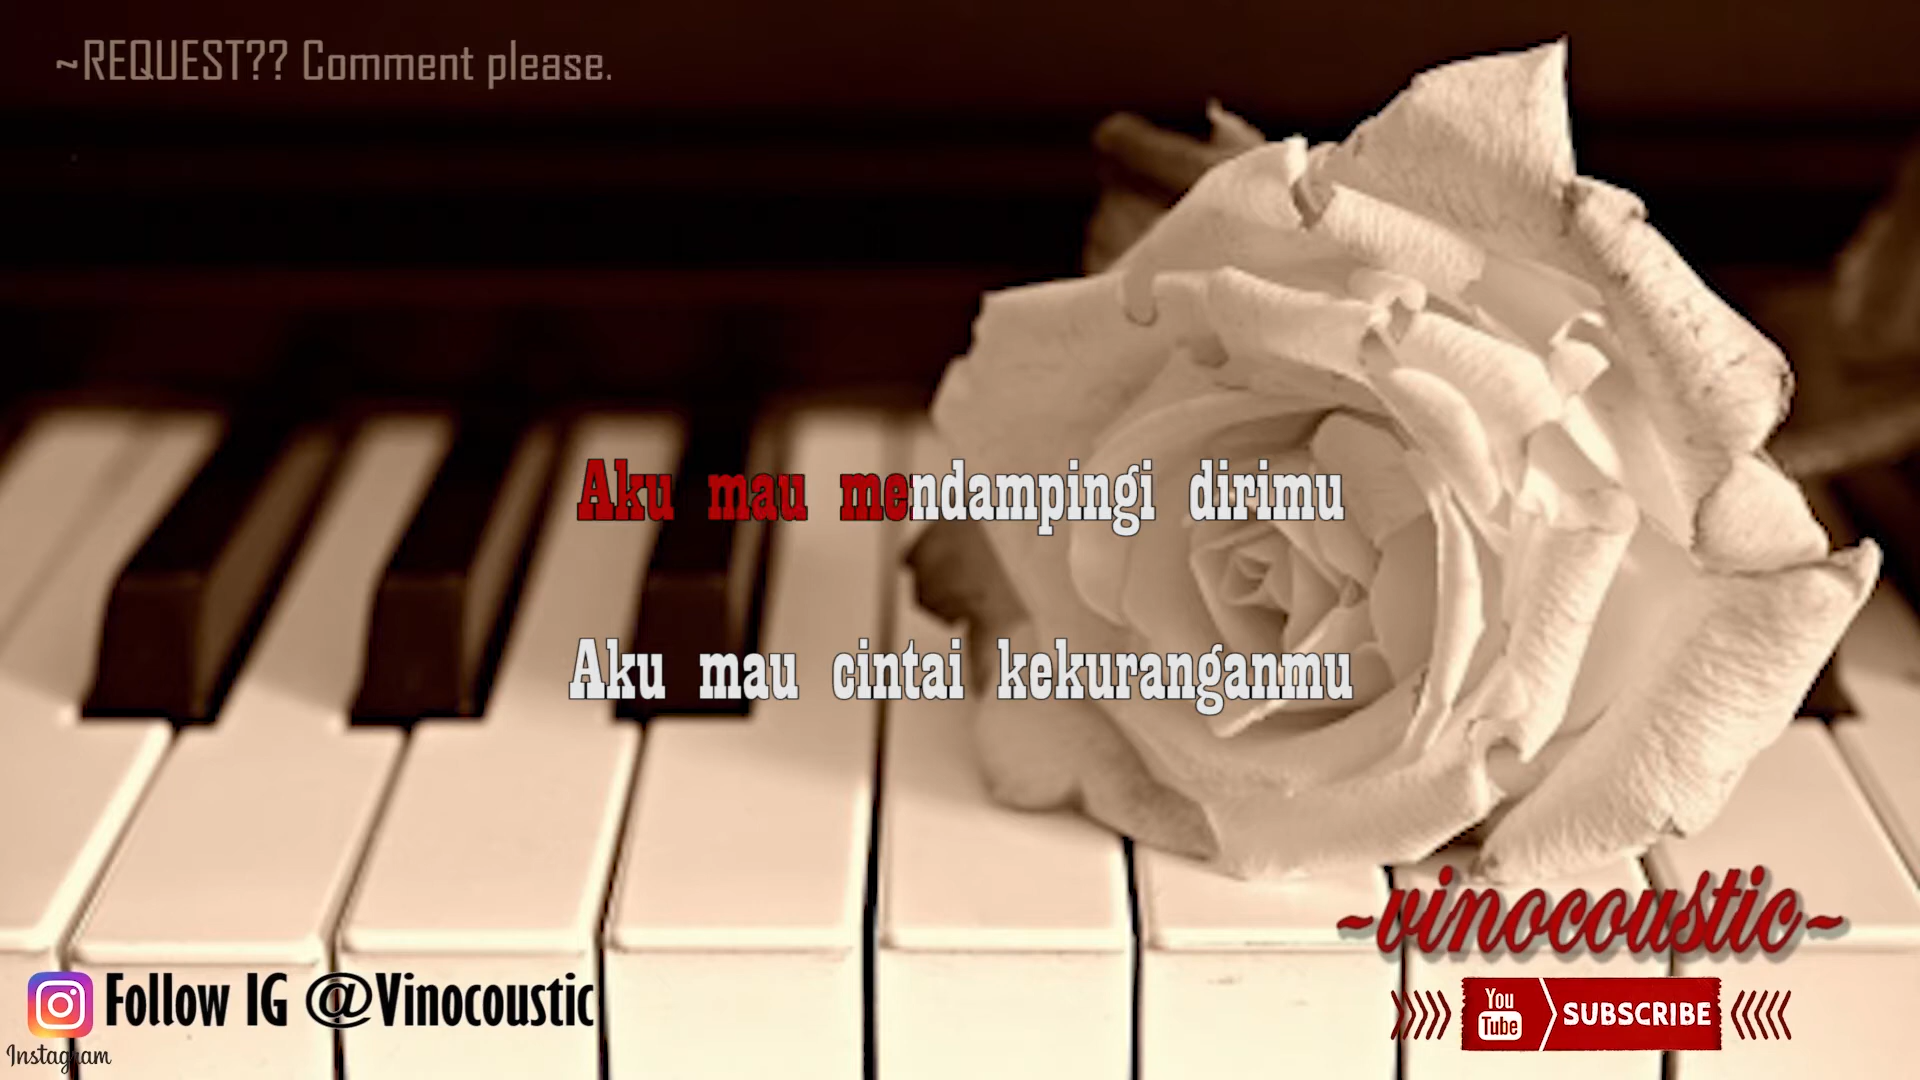 ~REQUEST?? Comment please.
Aku mau mendampingi dirimu
Aku mau cintai kekuranganmu
~vinocoustic~
Follow IG @Vinocoustic
You
Tube
SUBSCRIBE
Instagram